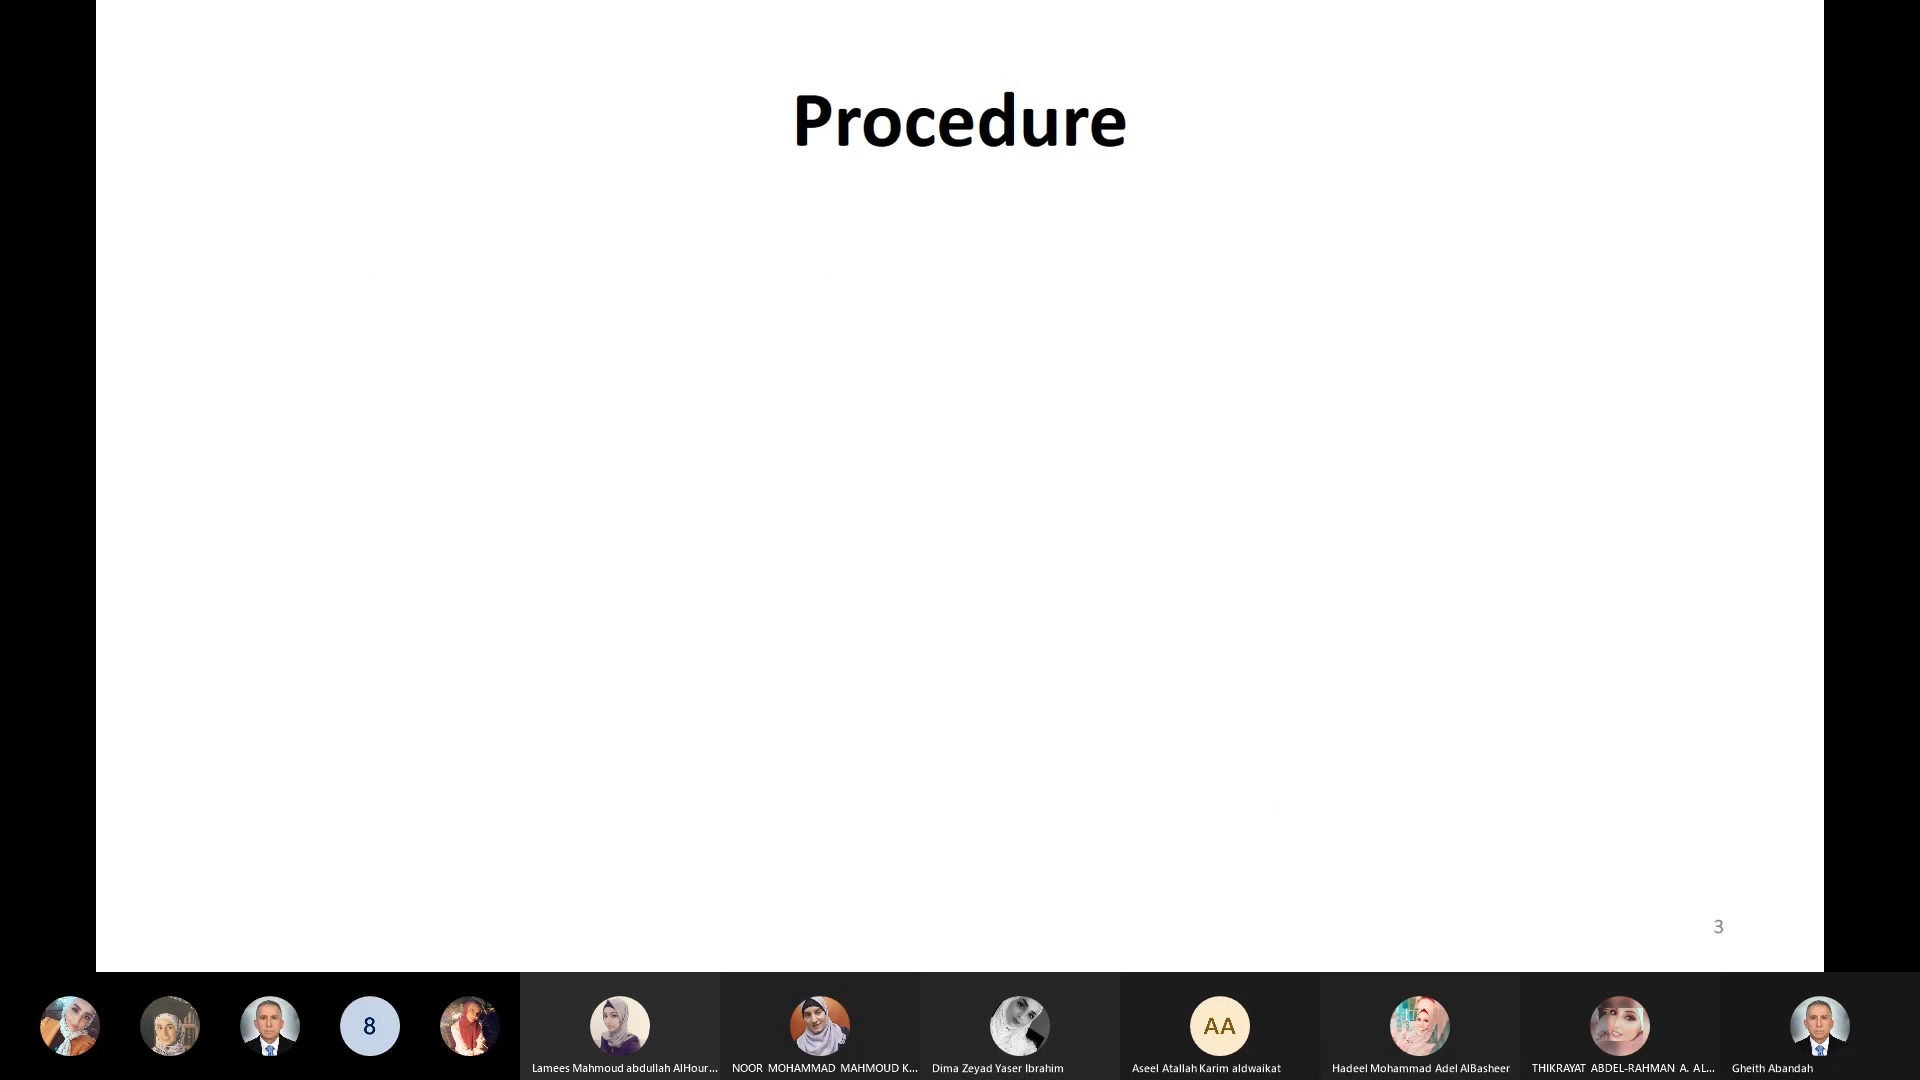 Procedure
3
8
AA
Lamees Mahmoud abdullah AlHour...
NOOR MOHAMMAD MAHMOUD K...
Dima Zeyad Yaser Ibrahim
Aseel Atallah Karim aldwaikat
Hadeel Mohammad Adel AlBasheer
THIKRAYAT ABDEL-RAHMAN A. AL...
Gheith Abandah